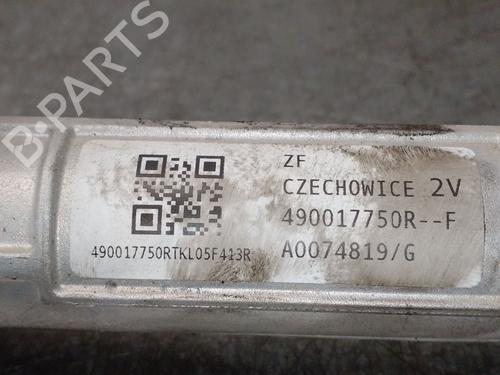 B-PARTS
ZF
CZECHOWICE 2V
490017750R--F
A0074819/G
490017750RTKL05F413R